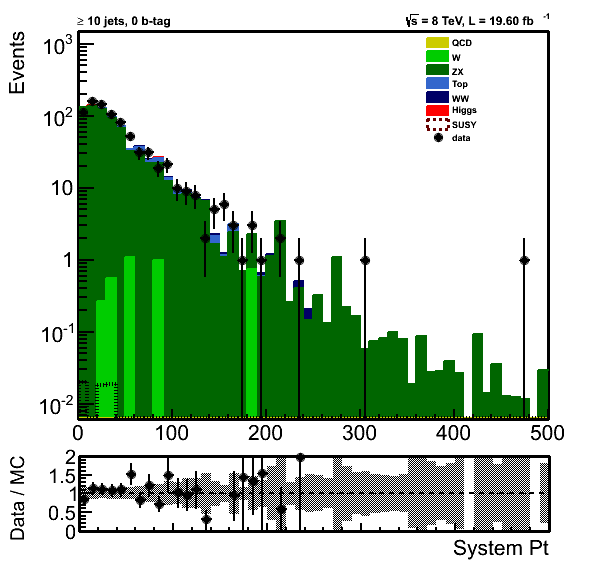 ≥ 10 jets, 0 b-tag
√s = 8 TeV, L = 19.60 fb⁻¹
Events
10³
10²
10
1
10⁻¹
10⁻²
QCD
W
ZX
Top
WW
Higgs
SUSY
data
0 100 200 300 400 500
Data / MC
2
1.5
1
0.5
0
System Pt